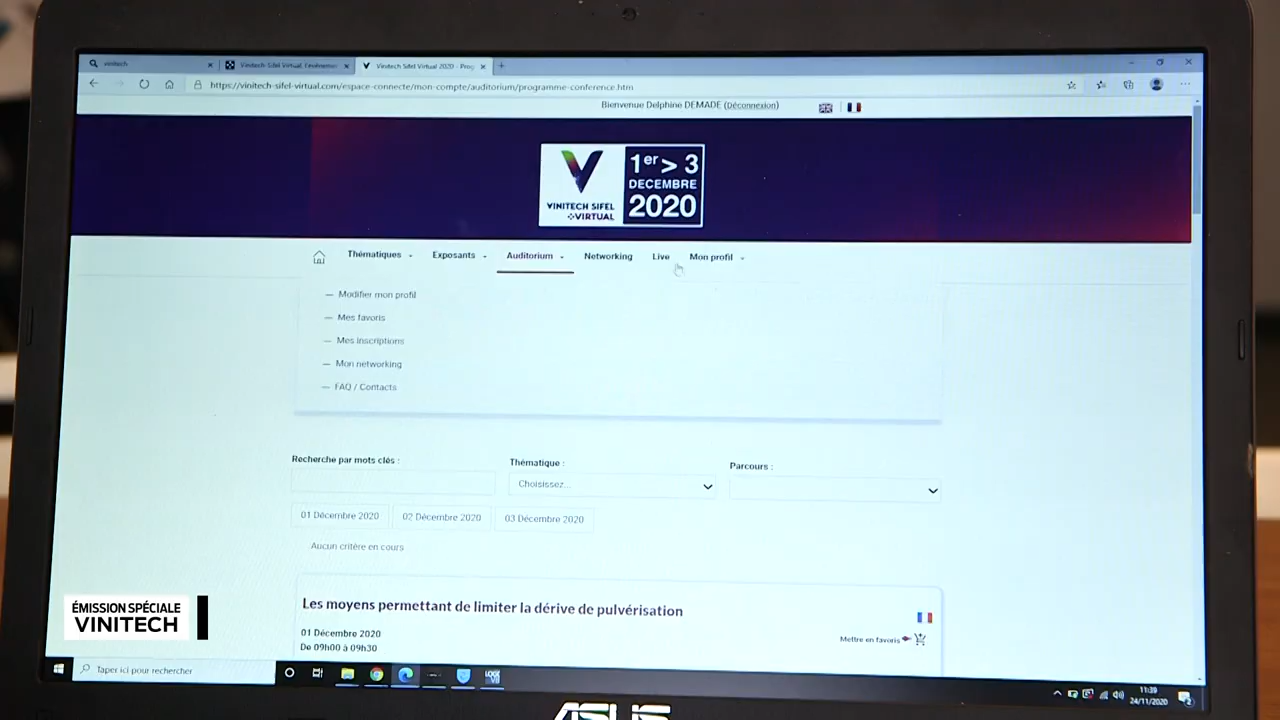 vinitech
Vinitech Sifel Virtual, l'événemen
Vinitech Sifel Virtual 2020 - Prog
https://vinitech-sifel-virtual.com/espace-connecte/mon-compte/auditorium/programme-conference.htm
Bienvenue Delphine DEMADE (Déconnexion)
VINITECH SIFEL
VIRTUAL
1er > 3
DECEMBRE
2020
Thématiques
Exposants
Auditorium
Networking
Live
Mon profil
— Modifier mon profil
— Mes favoris
— Mes inscriptions
— Mon networking
— FAQ / Contacts
Recherche par mots clés :
Thématique :
Parcours :
Choisissez...
01 Décembre 2020
02 Décembre 2020
03 Décembre 2020
Aucun critère en cours
Les moyens permettant de limiter la dérive de pulvérisation
01 Décembre 2020
De 09h00 à 09h30
Mettre en favoris
ÉMISSION SPÉCIALE
VINITECH
Taper ici pour rechercher
11:39
24/11/2020
ASUS